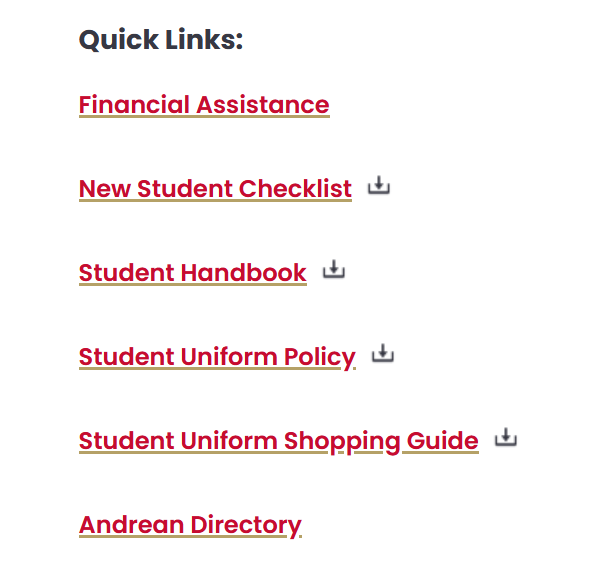 Quick Links:
Financial Assistance
New Student Checklist
Student Handbook
Student Uniform Policy
Student Uniform Shopping Guide
Andrean Directory